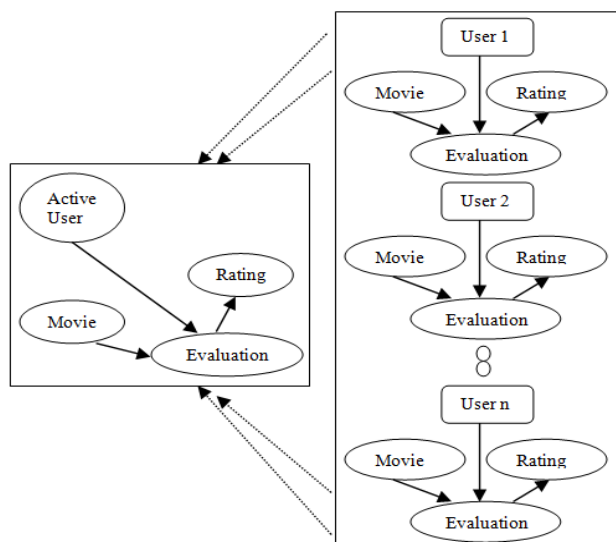 Active
User
Rating
Movie
Evaluation
User 1
Movie
Rating
Evaluation
User 2
Movie
Rating
Evaluation
User n
Movie
Rating
Evaluation